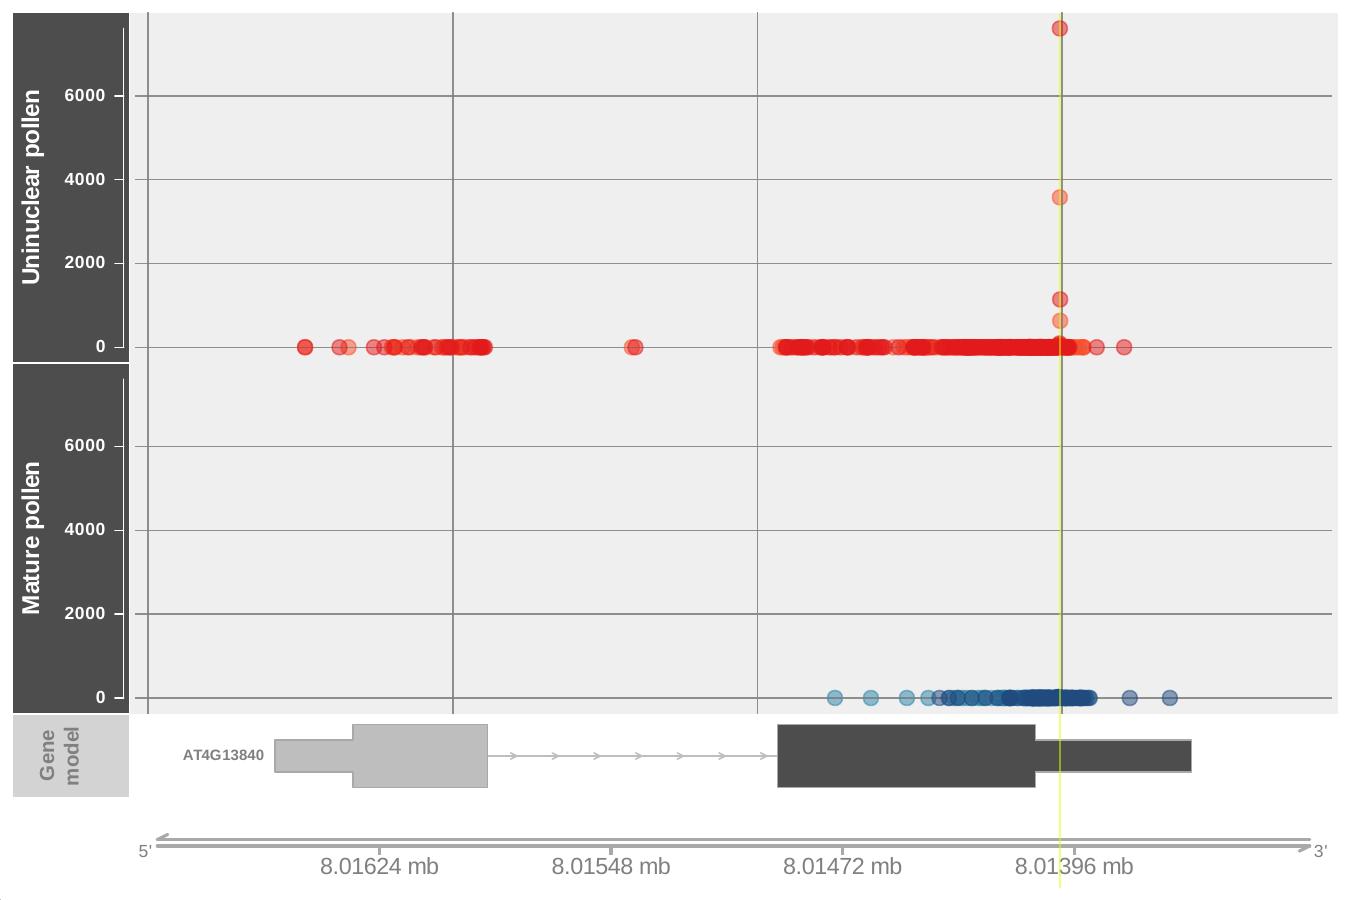 Uninuclear pollen
6000
4000
2000
0
Mature pollen
6000
4000
2000
0
Gene
model
AT4G13840
5'
3'
8.01624 mb
8.01548 mb
8.01472 mb
8.01396 mb